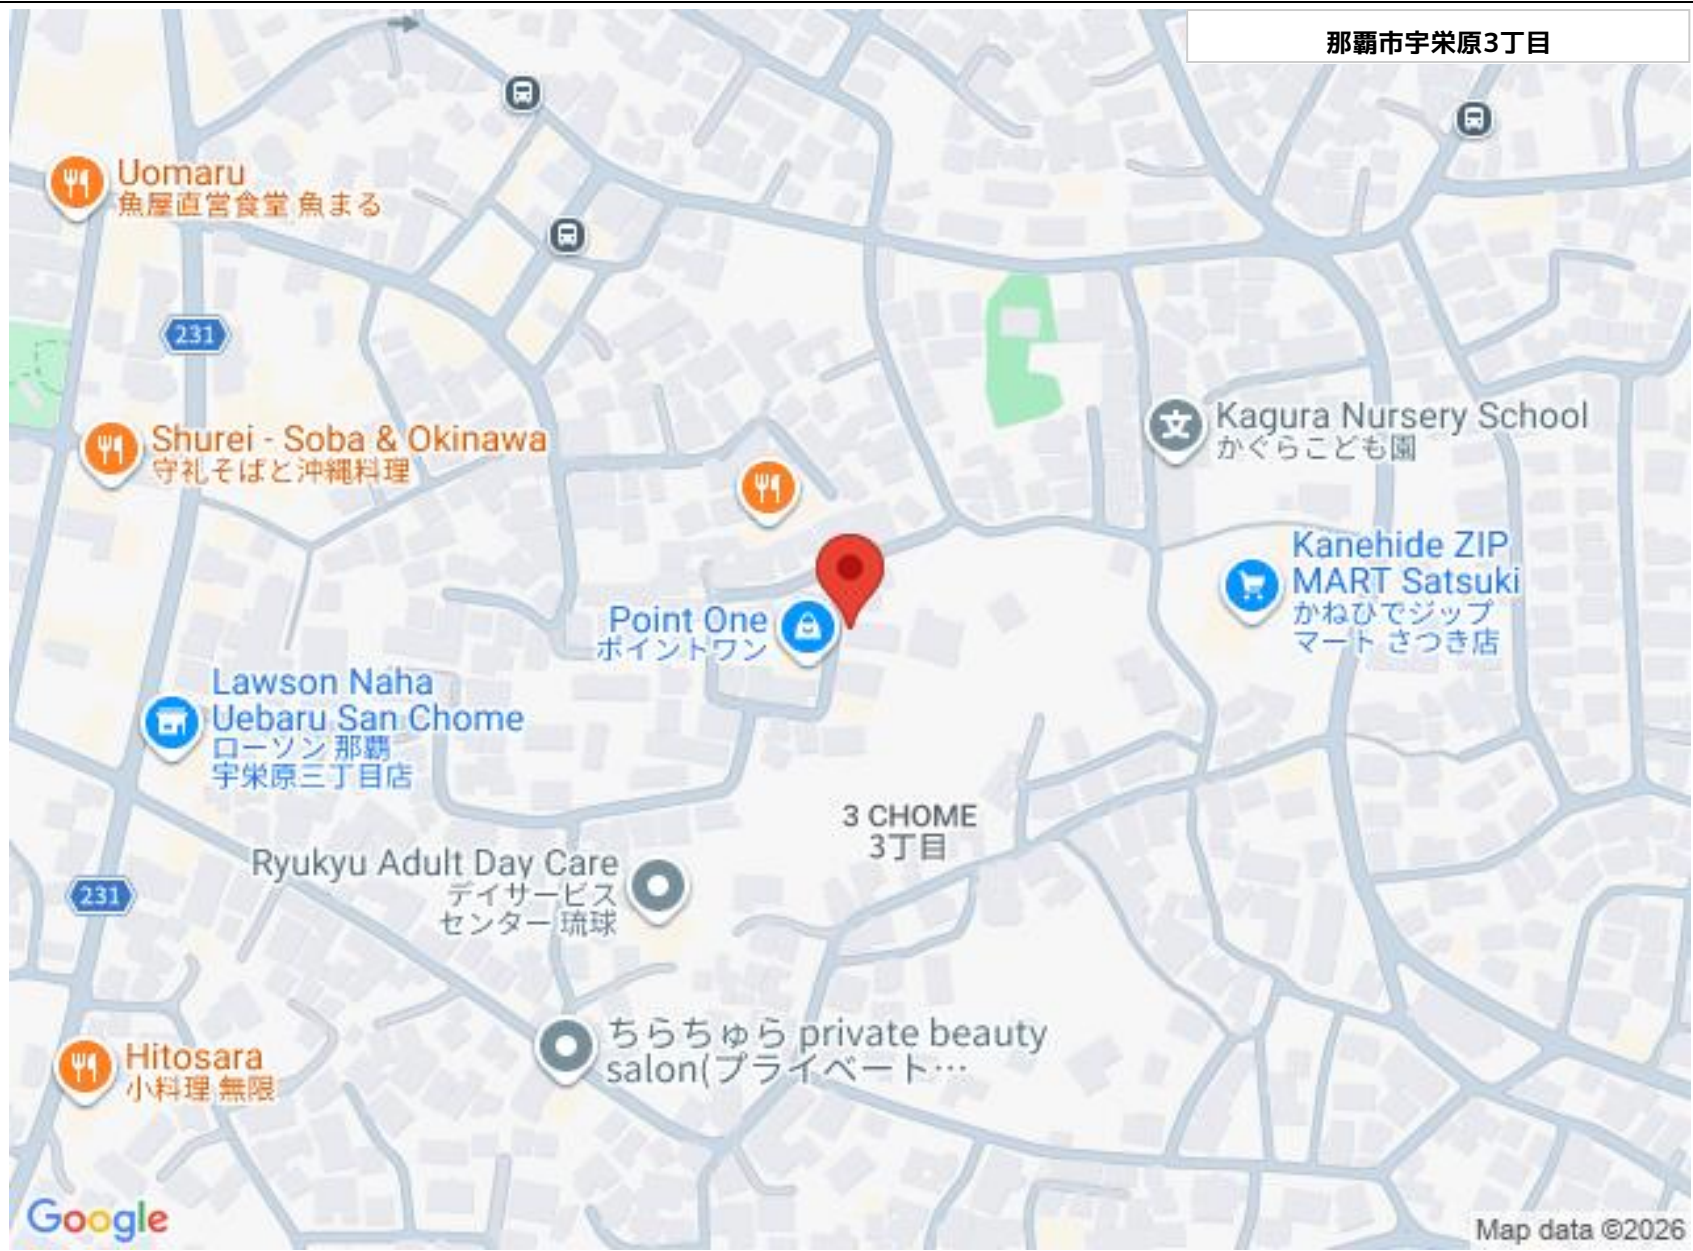 那覇市宇栄原3丁目
Uomaru
魚屋直営食堂 魚まる
231
Shurei - Soba & Okinawa
守礼そばと沖縄料理
Kagura Nursery School
かぐらこども園
Kanehide ZIP
MART Satsuki
かねひでジップ
マート さつき店
Point One
ポイントワン
Lawson Naha
Uebaru San Chome
ローソン 那覇
宇栄原三丁目店
3 CHOME
3丁目
Ryukyu Adult Day Care
デイサービス
センター 琉球
231
ちらちゅら private beauty
salon(プライベート…
Hitosara
小料理 無限
Google
Map data ©2026